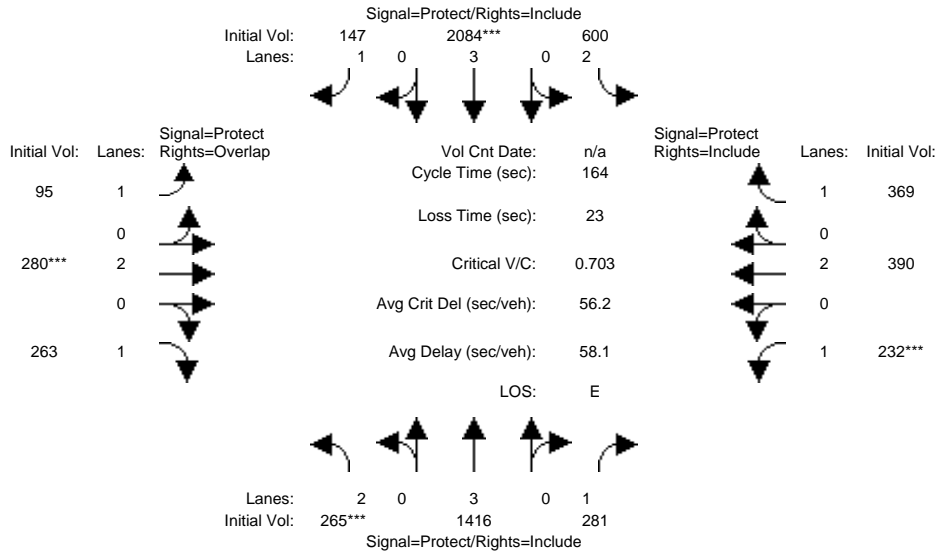 Signal=Protect/Rights=Include
Initial Vol: 147 2084*** 600
Lanes: 1 0 3 0 2
Signal=Protect
Initial Vol: Lanes: Rights=Overlap
Vol Cnt Date: n/a
Signal=Protect
Rights=Include Lanes: Initial Vol:
Cycle Time (sec): 164
95 1
1 369
Loss Time (sec): 23
0
0
280*** 2
Critical V/C: 0.703
2 390
0
Avg Crit Del (sec/veh): 56.2
0
263 1
Avg Delay (sec/veh): 58.1
1 232***
LOS: E
Lanes: 2 0 3 0 1
Initial Vol: 265*** 1416 281
Signal=Protect/Rights=Include